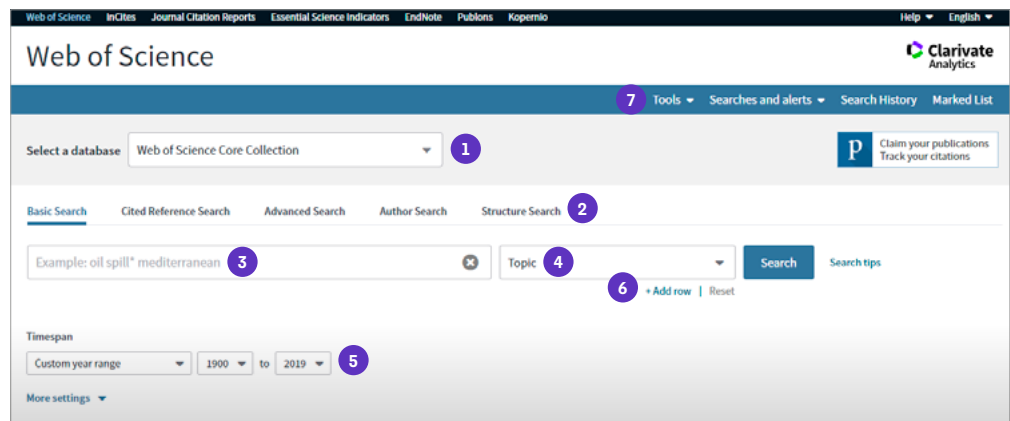 Web of Science InCites Journal Citation Reports Essential Science Indicators EndNote Publons Kopernio Help English
Web of Science
Clarivate
Analytics
7 Tools Searches and alerts Search History Marked List
Select a database Web of Science Core Collection 1
p Claim your publications
Track your citations
Basic Search Cited Reference Search Advanced Search Author Search Structure Search 2
Example: oil spill* mediterranean 3 Topic 4 Search Search tips
6 + Add row | Reset
Timespan
Custom year range 1900 to 2019 5
More settings